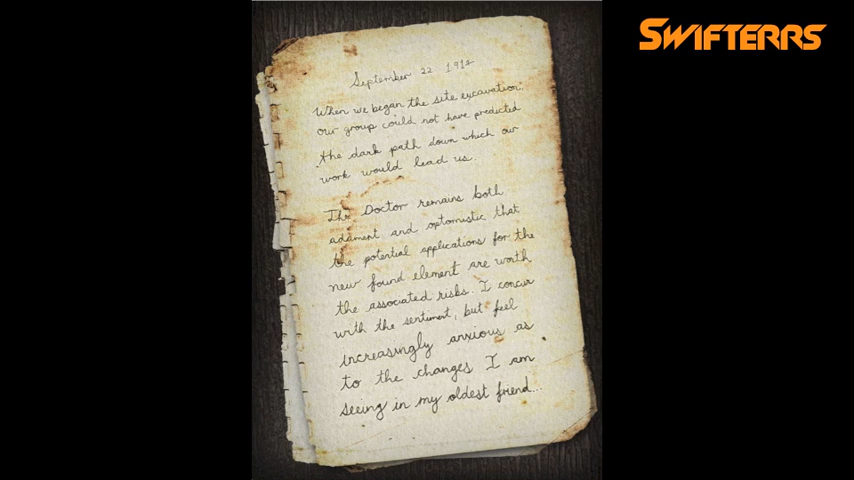 SWIFTERRS
September 22 191
When we began the site excavation,
our group could not have predicted
the dark path down which our
work would lead us.
The Doctor remains both
adament and optomistic that
the potential applications for the
new found element are worth
the associated risks. I concur
with the sentiment, but feel
increasingly anxious as
to the changes I am
seeing in my oldest friend...